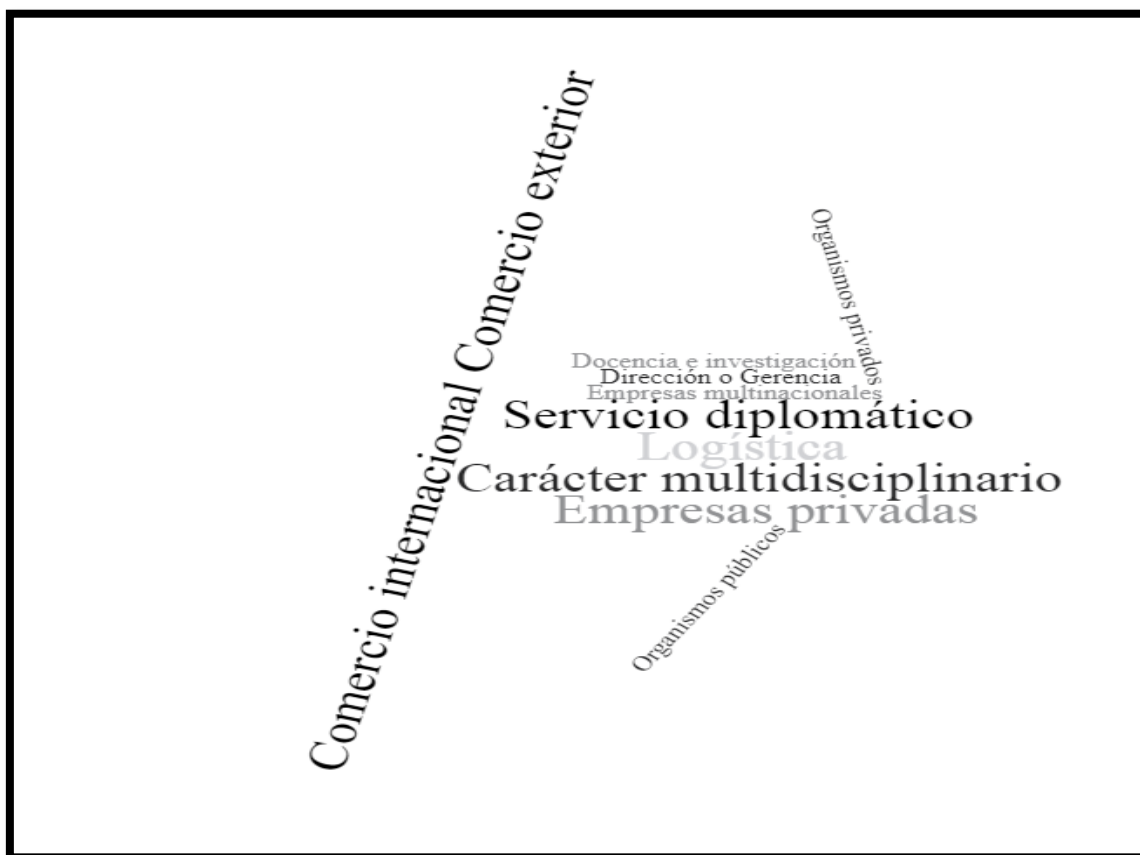 Comercio internacional Comercio exterior
Organismos privados
Docencia e investigación
Dirección o Gerencia
Empresas multinacionales
Servicio diplomático
Logística
Carácter multidisciplinario
Empresas privadas
Organismos públicos